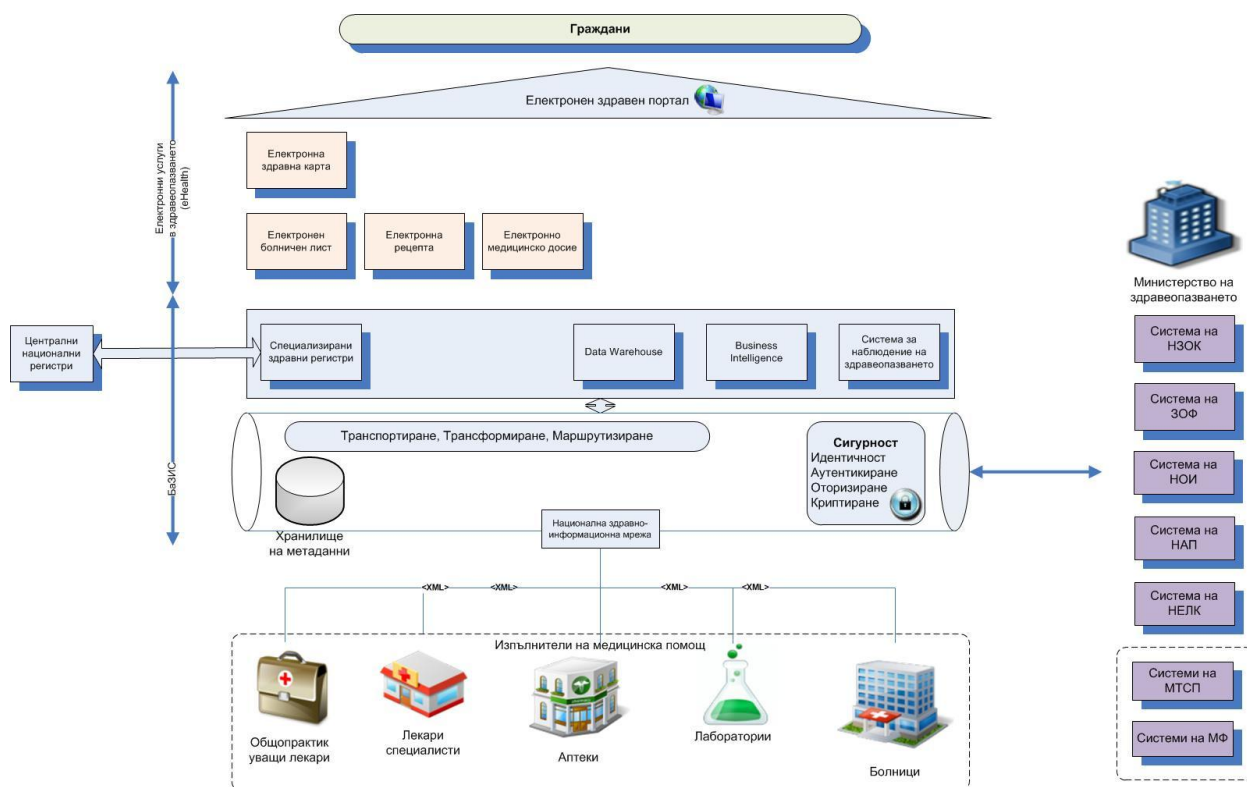 Граждани
Електронен здравен портал
Електронни услуги
в здравеопазването
(eHealth)
Електронна
здравна карта
Електронен
болничен лист
Електронна
рецепта
Електронно
медицинско досие
Министерство на
здравеопазването
Централни
национални
регистри
Специализирани
здравни регистри
Data Warehouse
Business
Intelligence
Система за
наблюдение на
здравеопазването
БаЗИС
Транспортиране, Трансформиране, Маршрутизиране
Хранилище
на метаданни
Сигурност
Идентичност
Аутентикиране
Оторизиране
Криптиране
Национална здравно-
информационна мрежа
<XML>
<XML>
<XML>
<XML>
Изпълнители на медицинска помощ
Общопрактик
уващи лекари
Лекари
специалисти
Аптеки
Лаборатории
Болници
Система на
НЗОК
Система на
ЗОФ
Система на
НОИ
Система на
НАП
Система на
НЕЛК
Системи на
МТСП
Системи на МФ